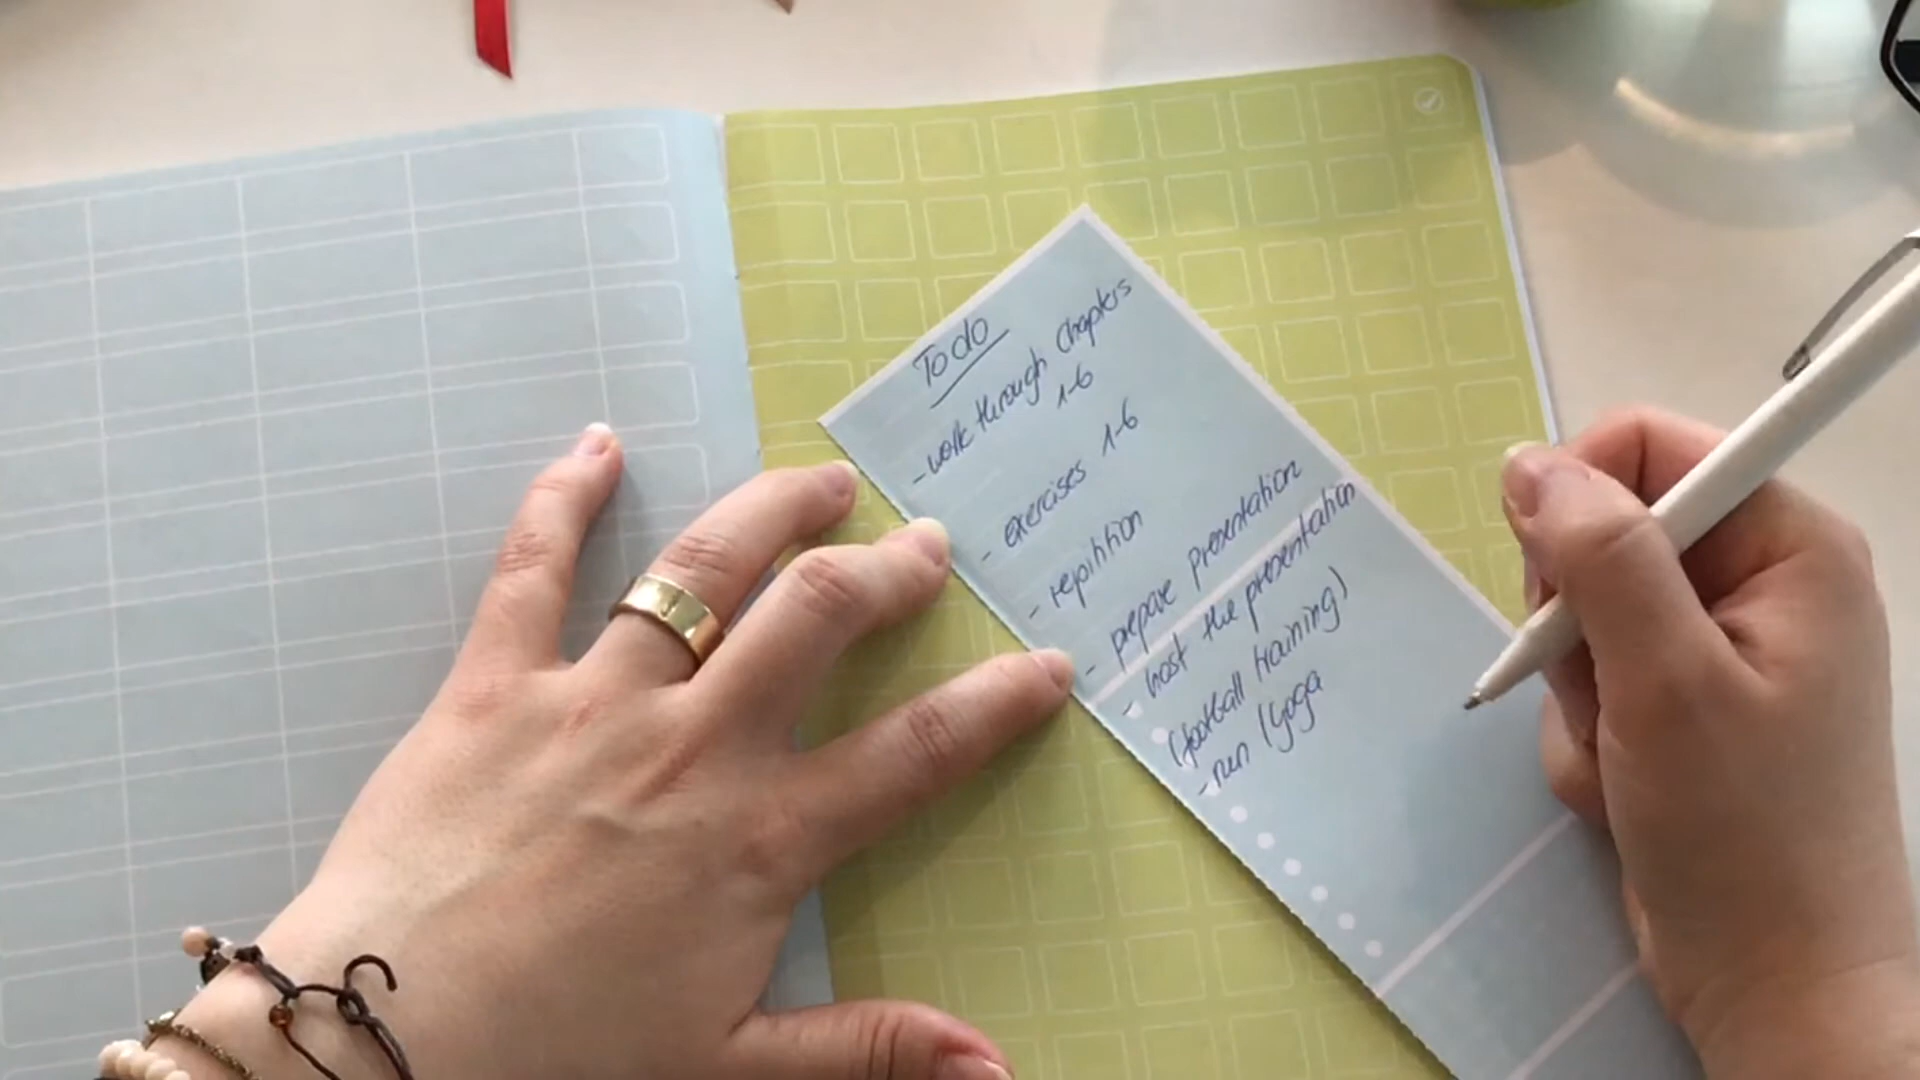 To do
- work through chapters
1-6
- exercises 1-6
- repitition
- prepare presentation
- host the presentation
(football training)
- run (yoga